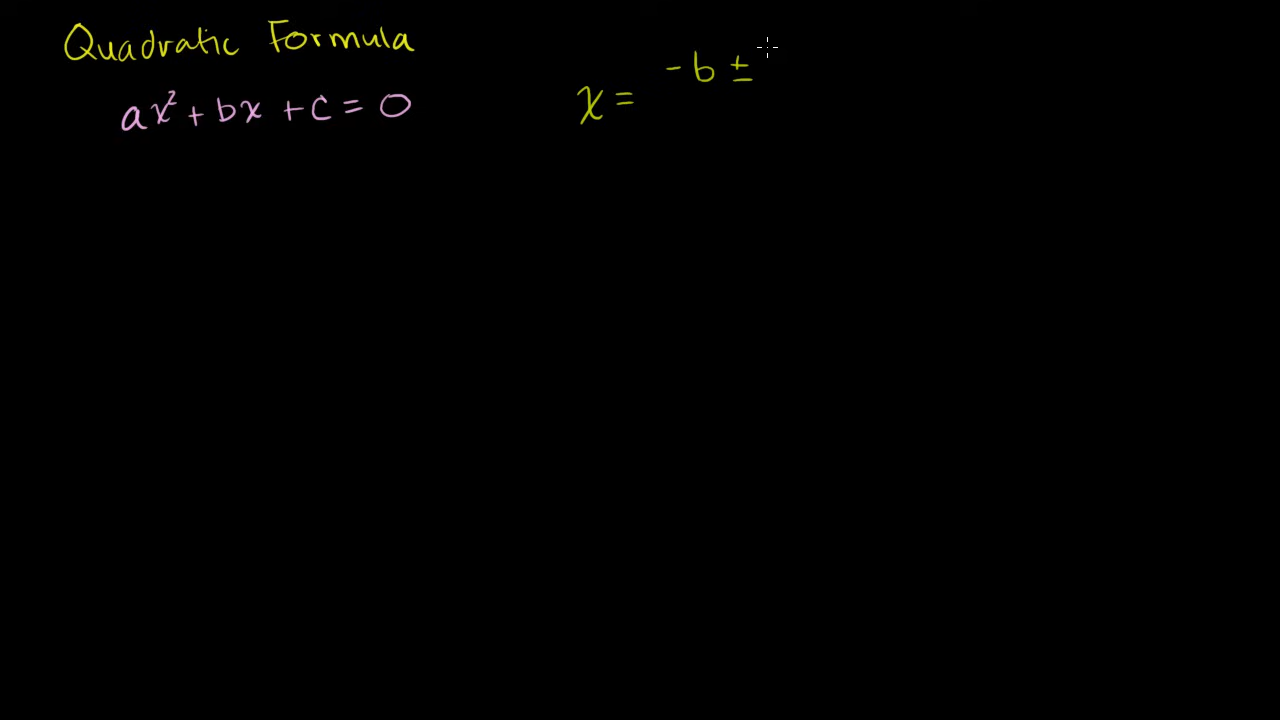 Quadratic Formula
ax² + bx + c = 0
x = -b ±